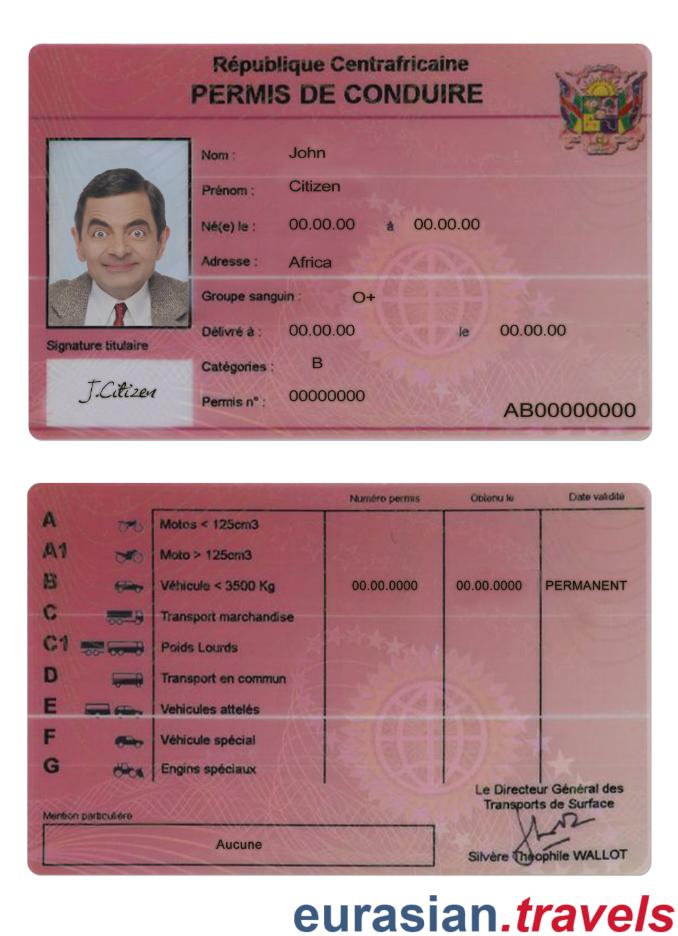 République Centrafricaine
PERMIS DE CONDUIRE
Nom : John
Prénom : Citizen
Né(e) le : 00.00.00 à 00.00.00
Adresse : Africa
Groupe sanguin : O+
Délivré à : 00.00.00 le 00.00.00
Signature titulaire
Catégories : B
J.Citizen
Permis n° : 00000000
AB00000000
Numéro permis Obtenu le Date validité
A Motos < 125cm3
A1 Moto > 125cm3
B Véhicule < 3500 Kg 00.00.0000 00.00.0000 PERMANENT
C Transport marchandise
C1 Poids Lourds
D Transport en commun
E Vehicules attelés
F Véhicule spécial
G Engins spéciaux
Le Directeur Général des
Transports de Surface
Mention particulière
Aucune
Silvère Théophile WALLOT
eurasian.travels